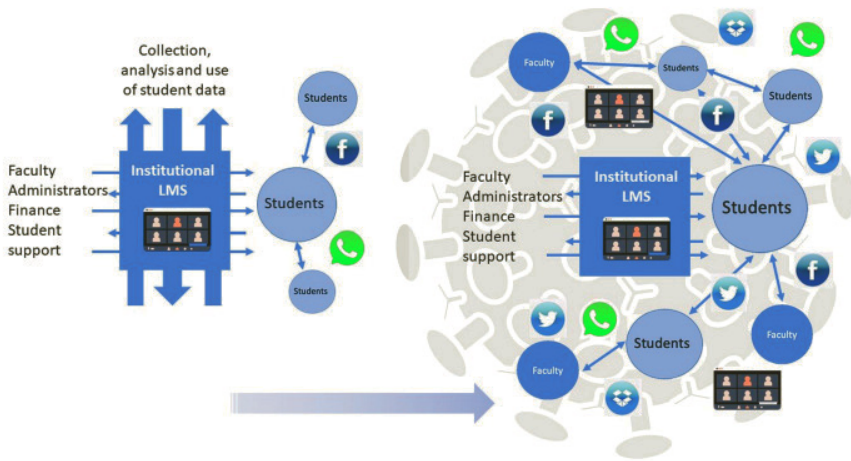 Collection,
analysis and use
of student data
Students
Faculty
Administrators
Finance
Student
support
Institutional
LMS
Students
Students
Faculty
Students
Students
Faculty
Administrators
Finance
Student
support
Institutional
LMS
Students
Students
Faculty
Faculty